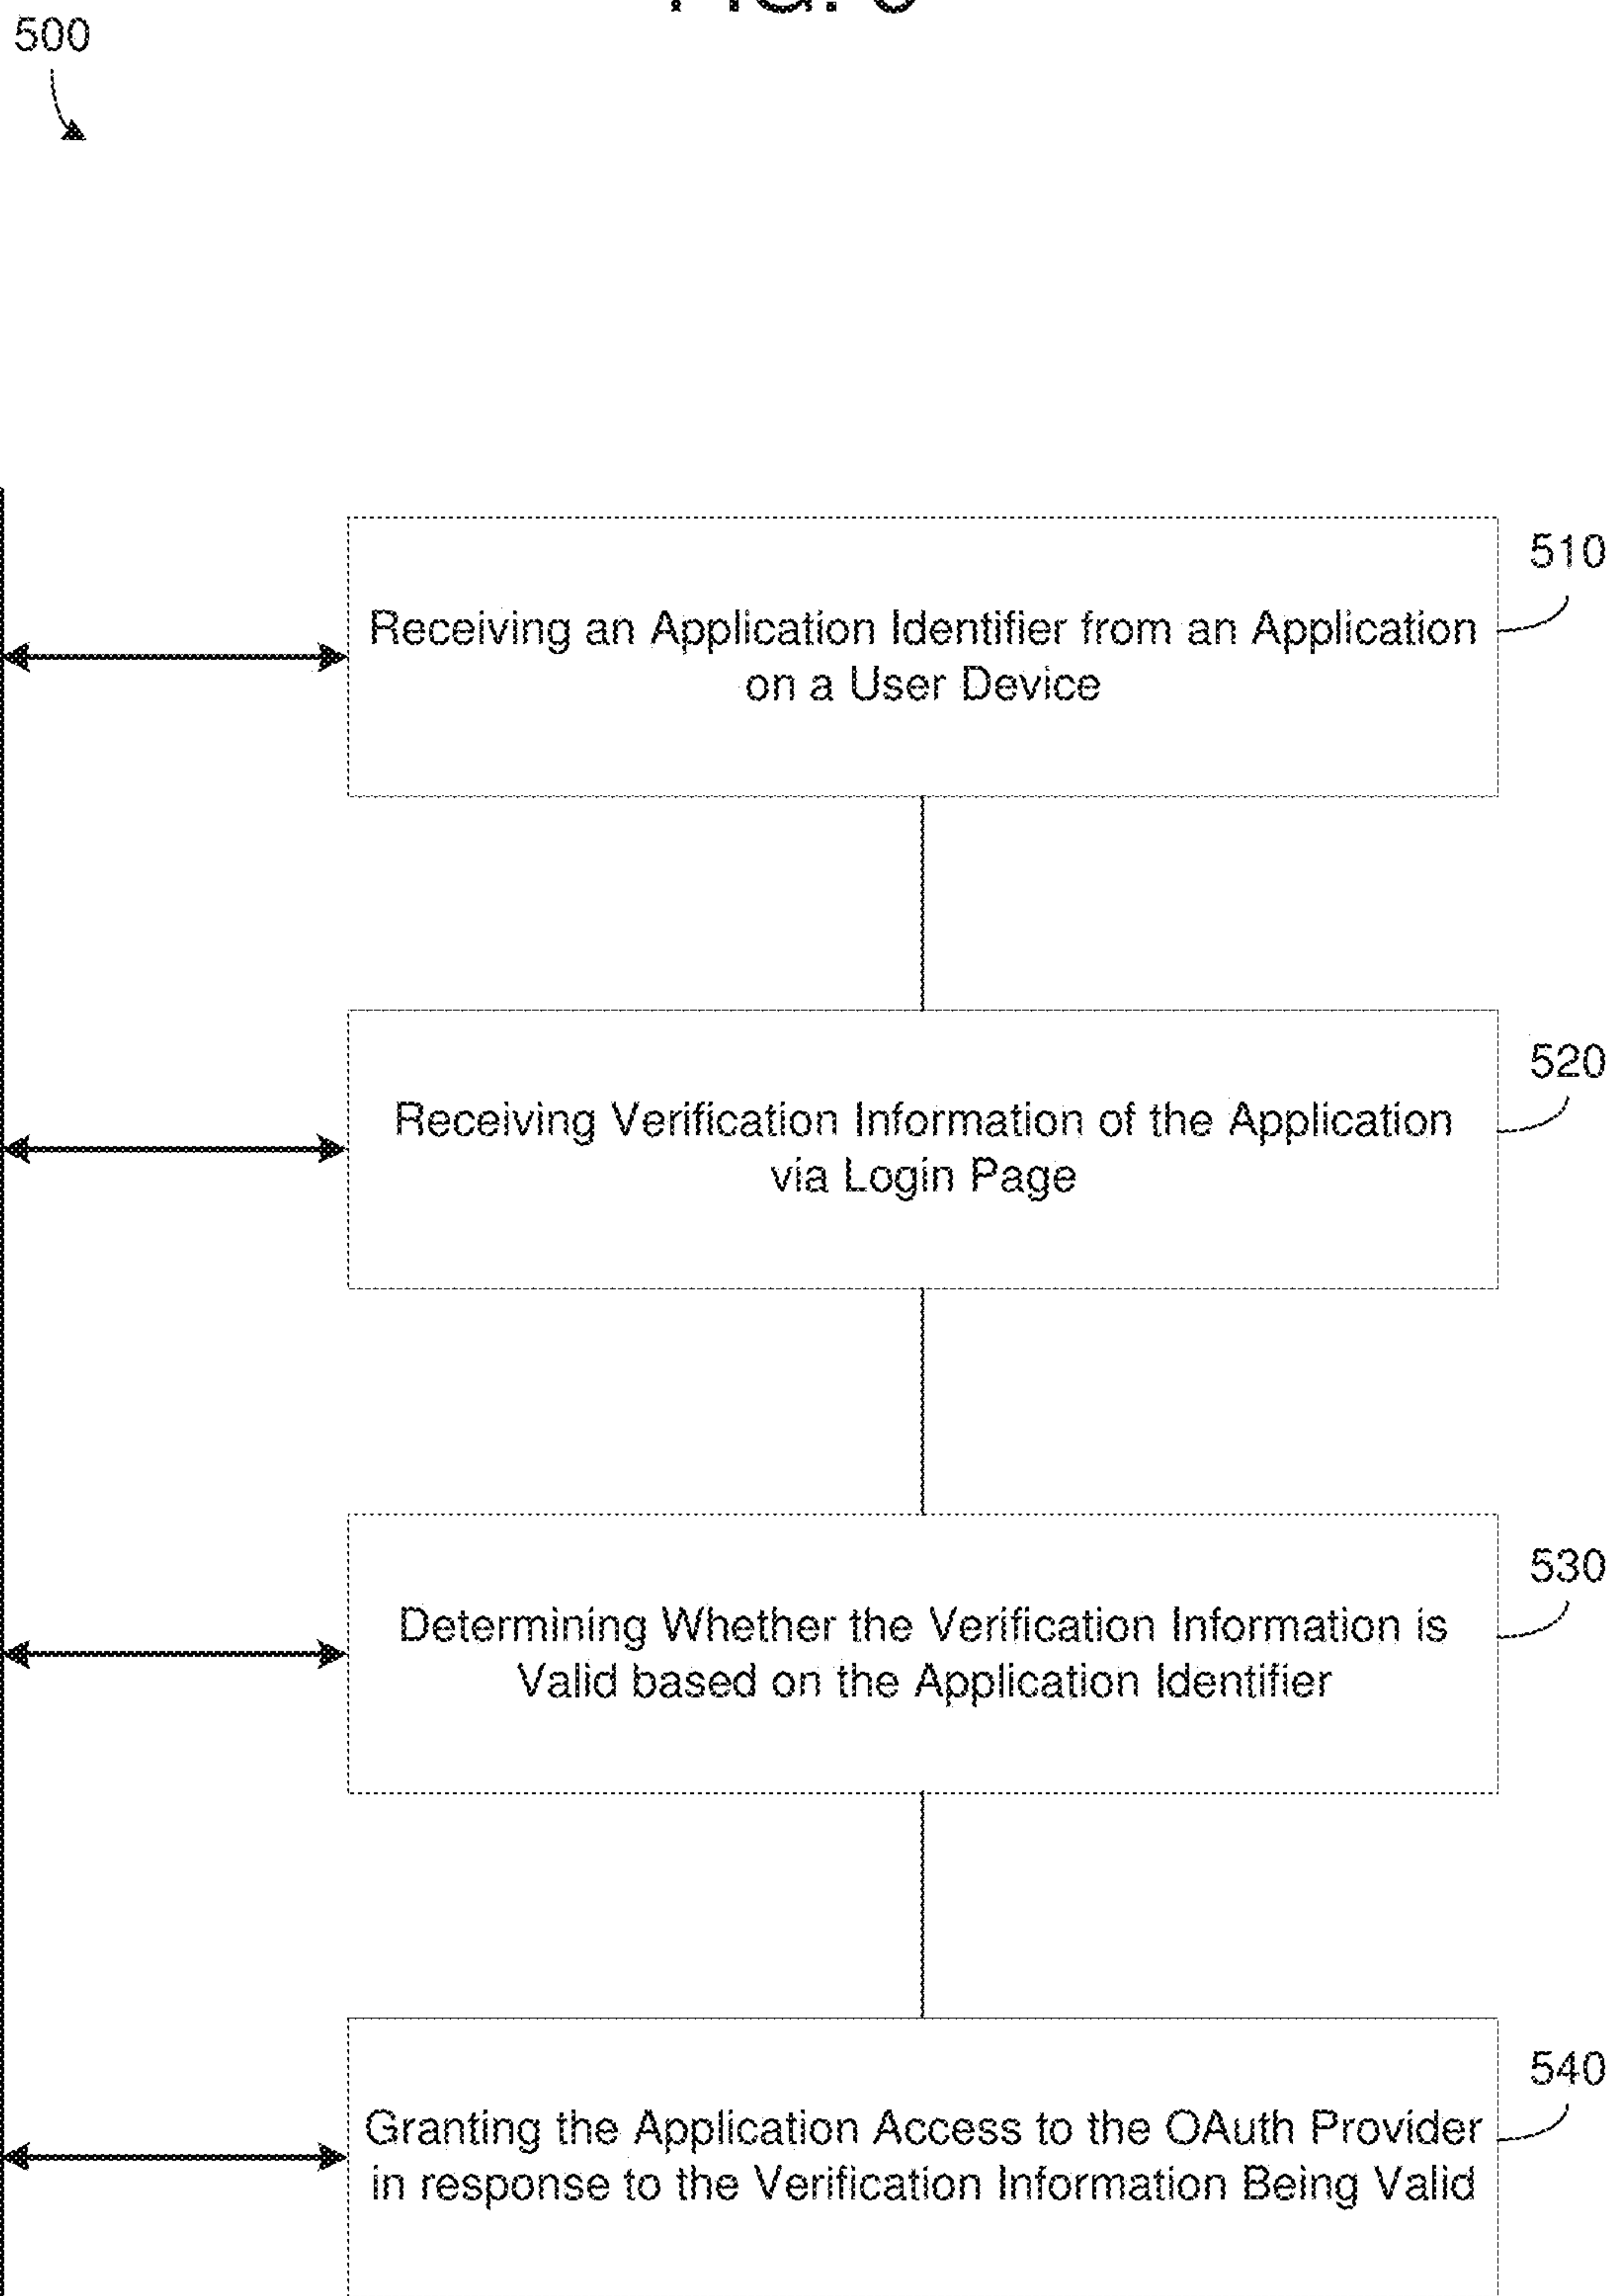 500
510
Receiving an Application Identifier from an Application
on a User Device
520
Receiving Verification Information of the Application
via Login Page
530
Determining Whether the Verification Information is
Valid based on the Application Identifier
540
Granting the Application Access to the OAuth Provider
in response to the Verification Information Being Valid